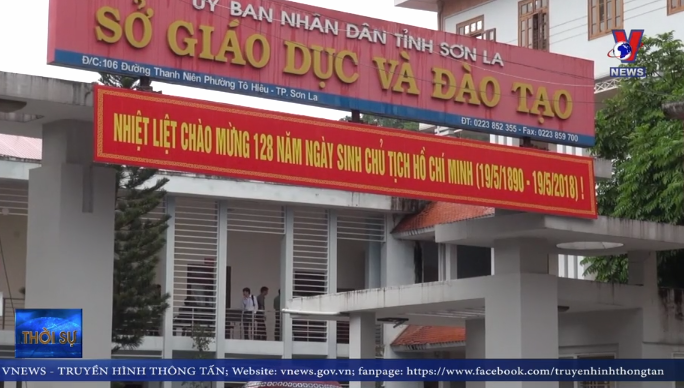 ỦY BAN NHÂN DÂN TỈNH SƠN LA
SỞ GIÁO DỤC VÀ ĐÀO TẠO
Đ/C:106 Đường Thanh Niên Phường Tô Hiệu - TP. Sơn La
ĐT: 0223 852 355 - Fax: 0223 859 700
NHIỆT LIỆT CHÀO MỪNG 128 NĂM NGÀY SINH CHỦ TỊCH HỒ CHÍ MINH (19/5/1890 - 19/5/2018) !
NEWS
THỜI SỰ
VNEWS - TRUYỀN HÌNH THÔNG TẤN; Website: vnews.gov.vn; fanpage: https://www.facebook.com/truyenhinhthongtan